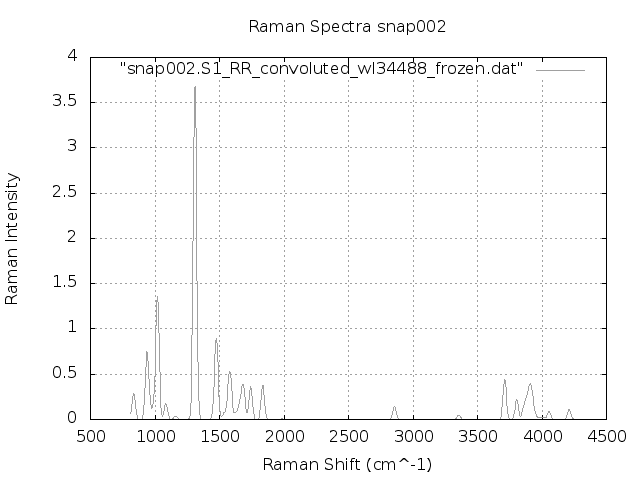 Raman Spectra snap002
"snap002.S1_RR_convoluted_wl34488_frozen.dat"
4
3.5
3
2.5
2
1.5
1
0.5
0
Raman Intensity
500 1000 1500 2000 2500 3000 3500 4000 4500
Raman Shift (cm^-1)